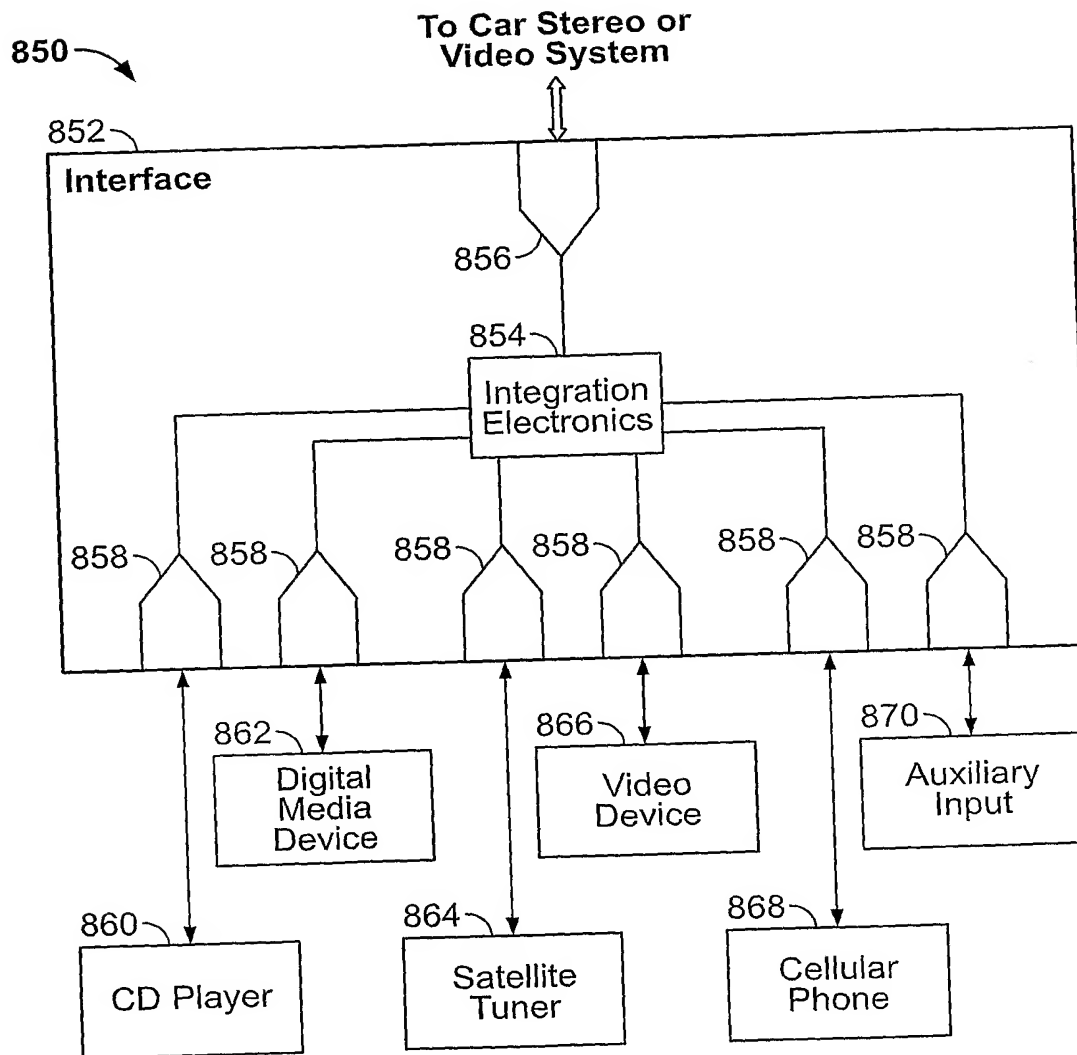 To Car Stereo or
Video System
850
852
Interface
856
854
Integration
Electronics
858
858
858
858
858
858
862
Digital
Media
Device
866
Video
Device
870
Auxiliary
Input
860
CD Player
864
Satellite
Tuner
868
Cellular
Phone